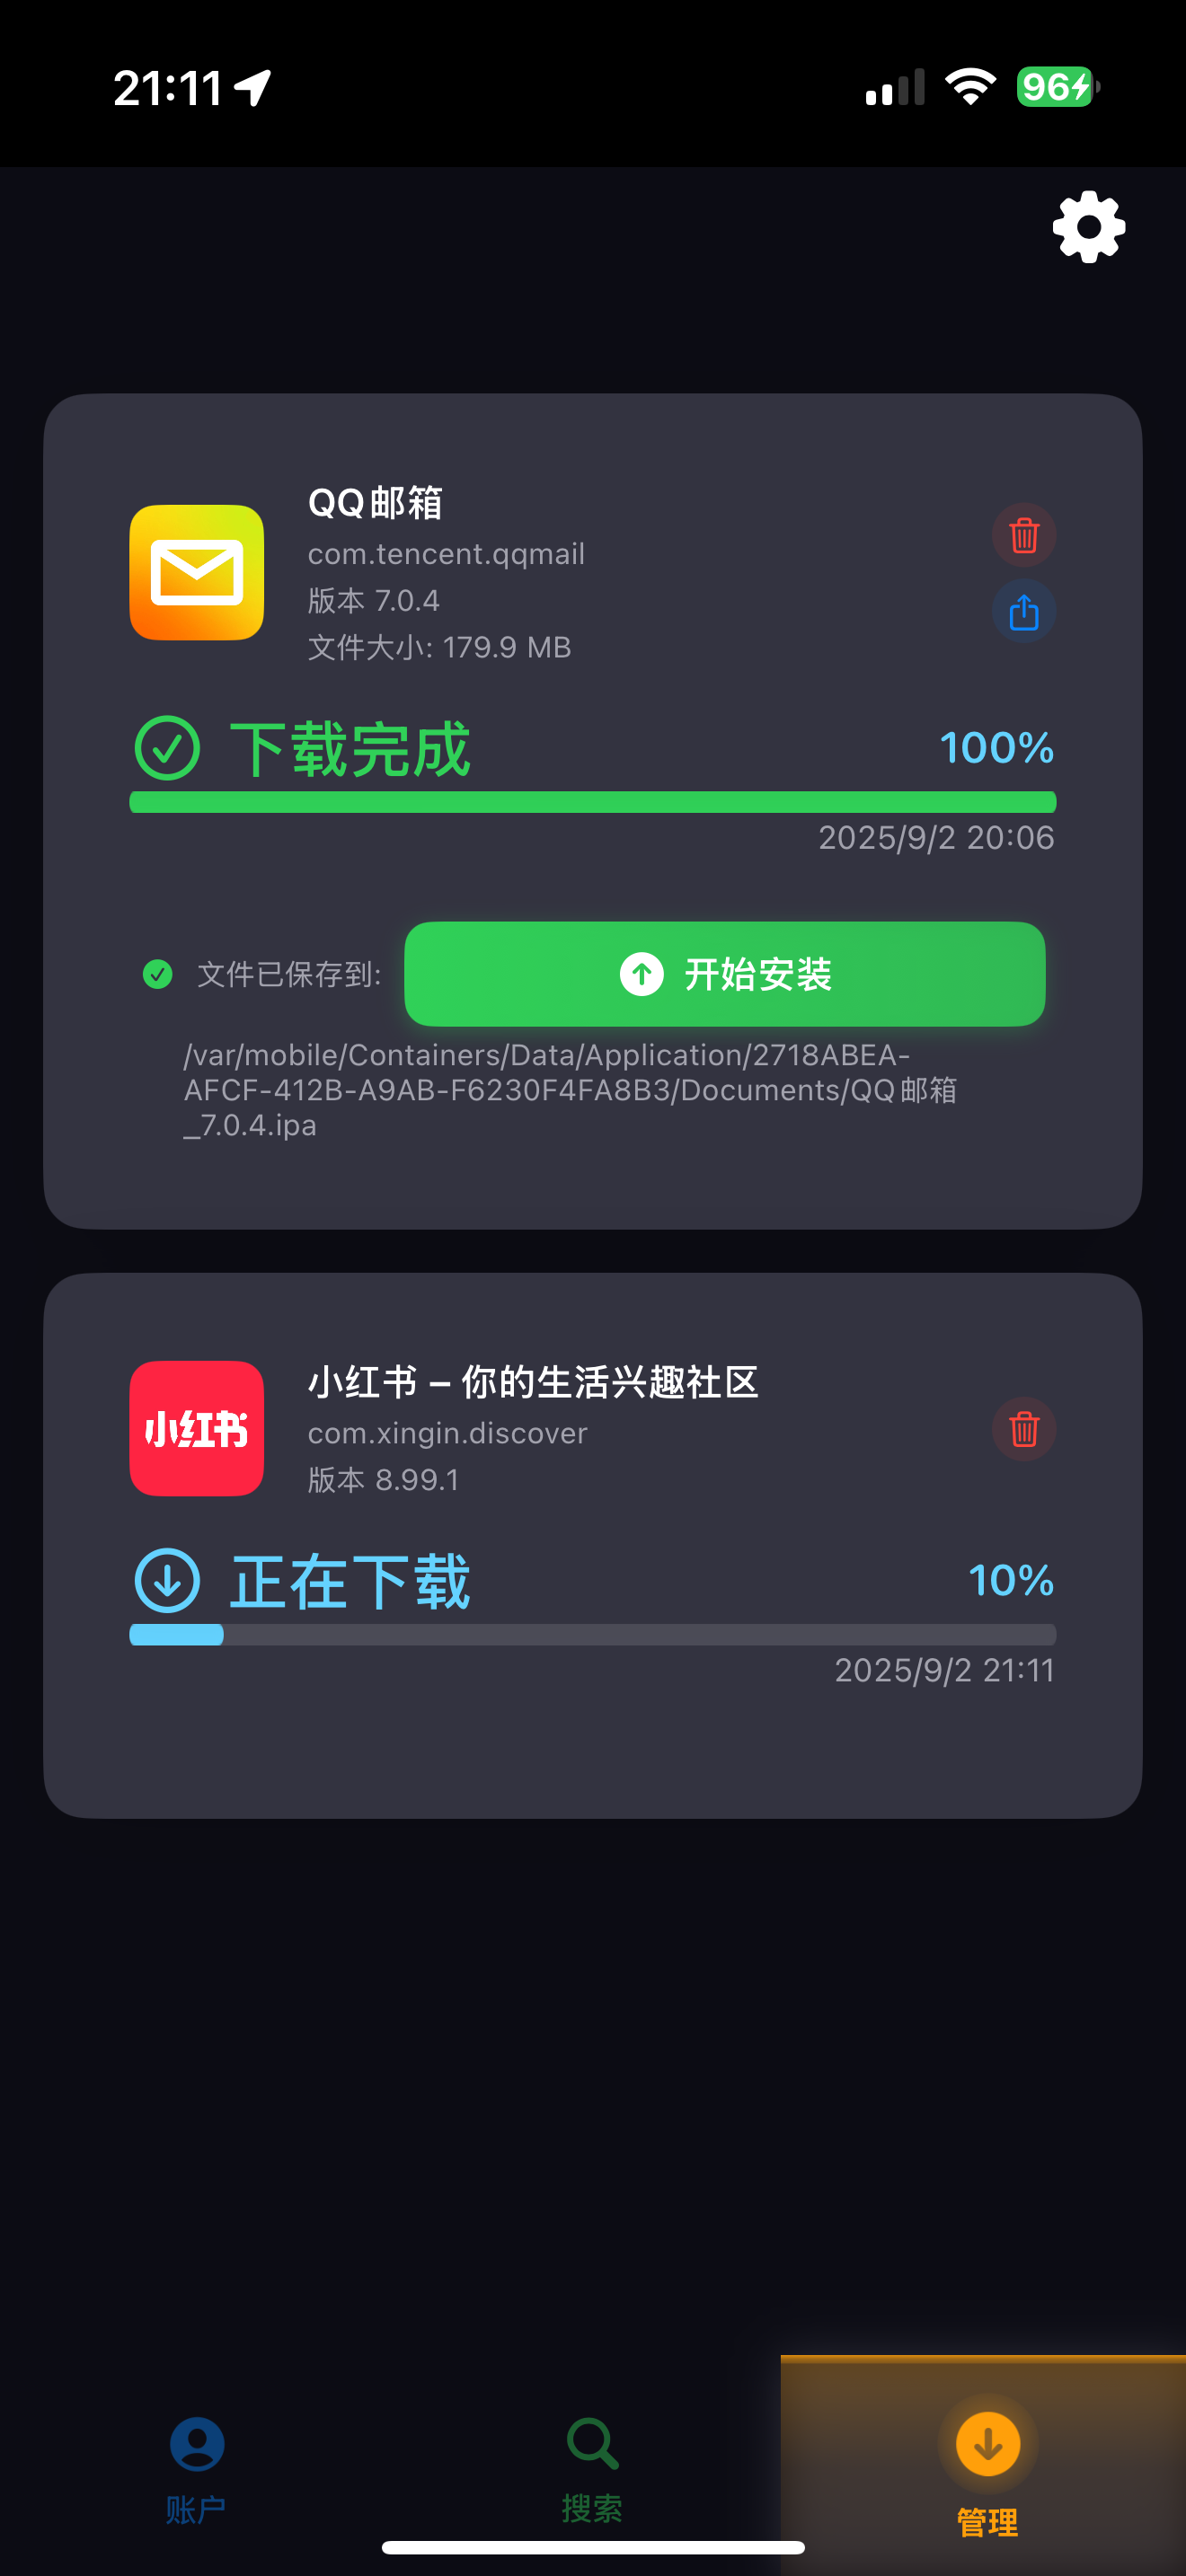 21:11
96
QQ邮箱
com.tencent.qqmail
版本 7.0.4
文件大小: 179.9 MB
下载完成
100%
2025/9/2 20:06
文件已保存到:
开始安装
/var/mobile/Containers/Data/Application/2718ABEA-
AFCF-412B-A9AB-F6230F4FA8B3/Documents/QQ邮箱
_7.0.4.ipa
小红书
小红书 – 你的生活兴趣社区
com.xingin.discover
版本 8.99.1
正在下载
10%
2025/9/2 21:11
账户
搜索
管理